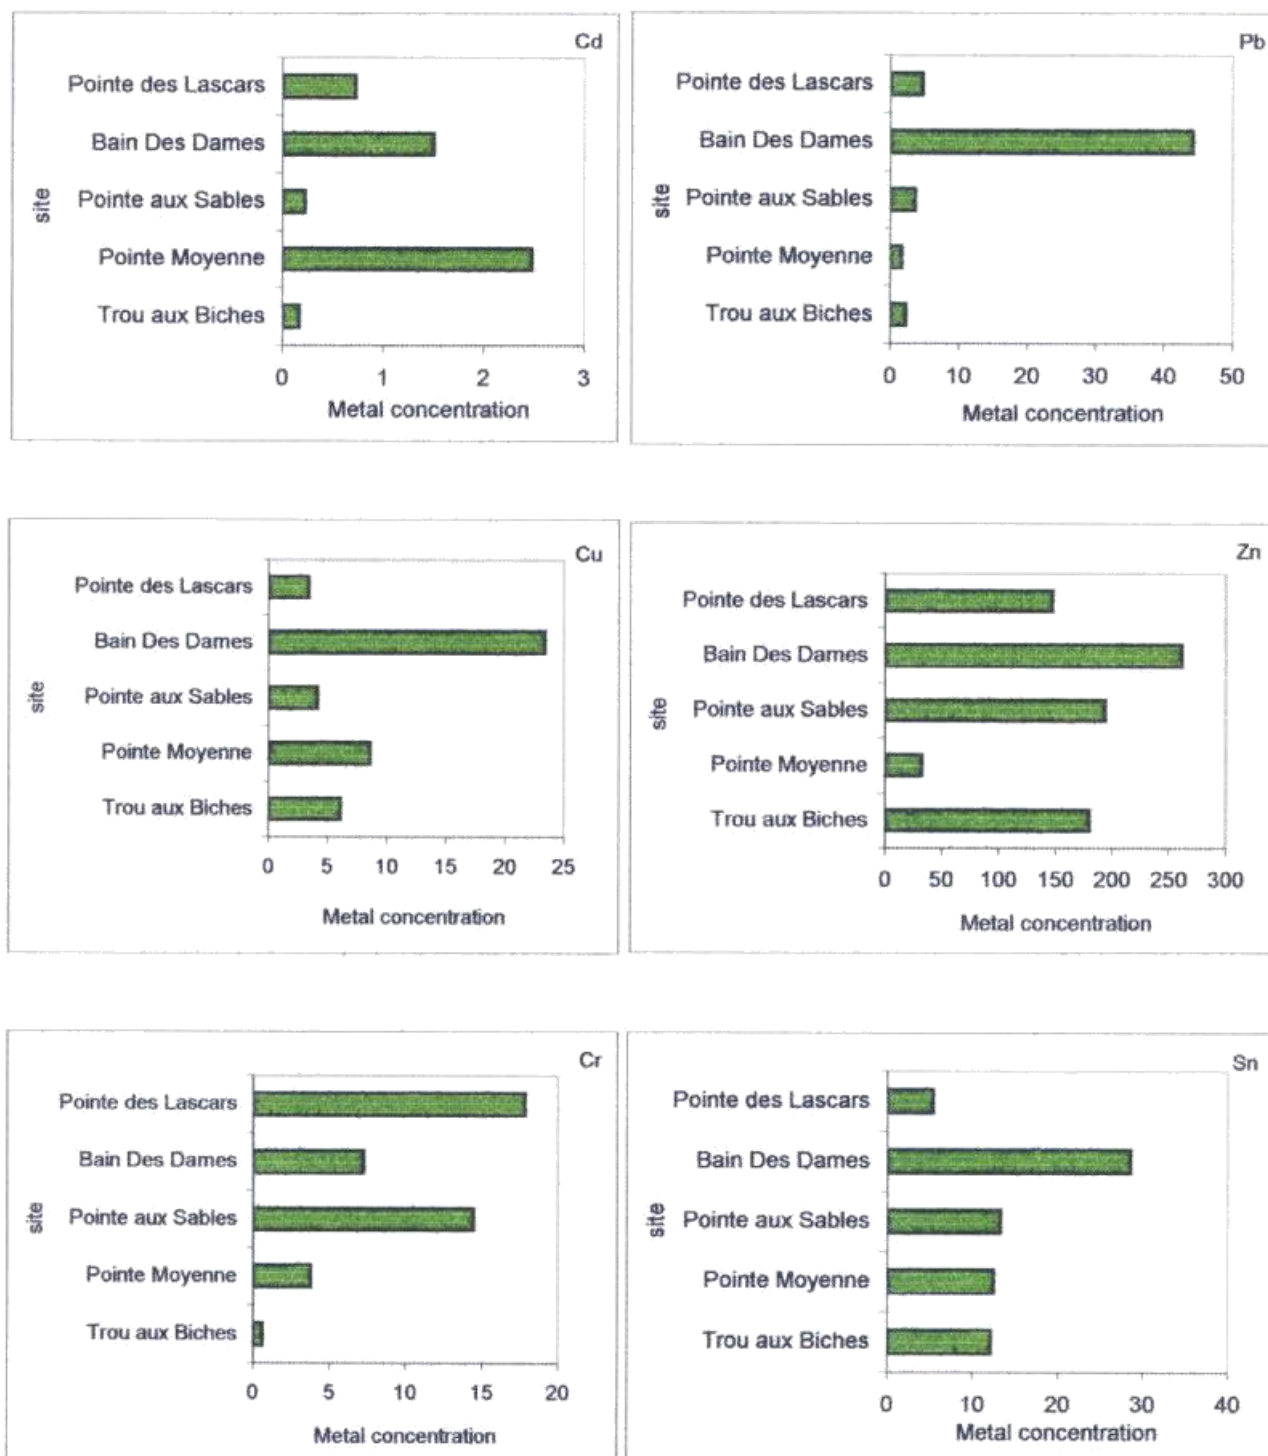 Cd
Pointe des Lascars
Bain Des Dames
Pointe aux Sables
Pointe Moyenne
Trou aux Biches
site
0 1 2 3
Metal concentration
Pb
Pointe des Lascars
Bain Des Dames
Pointe aux Sables
Pointe Moyenne
Trou aux Biches
site
0 10 20 30 40 50
Metal concentration
Cu
Pointe des Lascars
Bain Des Dames
Pointe aux Sables
Pointe Moyenne
Trou aux Biches
site
0 5 10 15 20 25
Metal concentration
Zn
Pointe des Lascars
Bain Des Dames
Pointe aux Sables
Pointe Moyenne
Trou aux Biches
site
0 50 100 150 200 250 300
Metal concentration
Cr
Pointe des Lascars
Bain Des Dames
Pointe aux Sables
Pointe Moyenne
Trou aux Biches
site
0 5 10 15 20
Metal concentration
Sn
Pointe des Lascars
Bain Des Dames
Pointe aux Sables
Pointe Moyenne
Trou aux Biches
site
0 10 20 30 40
Metal concentration